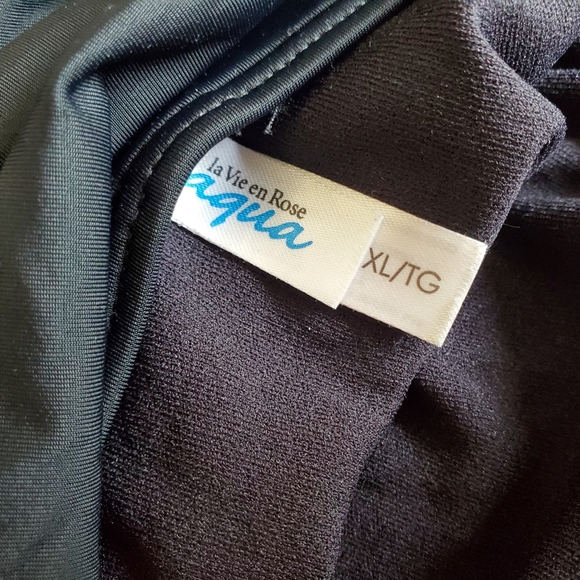 la Vie en Rose
aqua
XL/TG